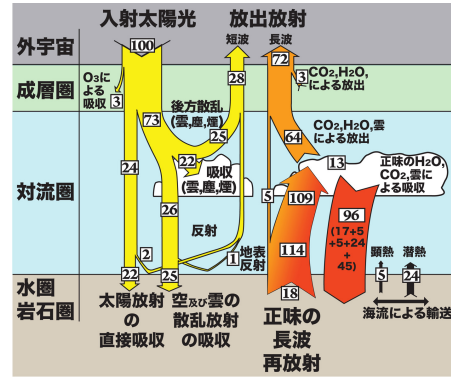 入射太陽光
放出放射
短波
長波
外宇宙
100
72
成層圏
O3に
よる
吸収
3
28
3
CO2,H2O,
による放出
73
後方散乱
(雲,塵,煙)
25
64
CO2,H2O,雲
による放出
対流圏
24
22
吸収
(雲,塵,煙)
13
正味のH2O,
CO2,雲に
よる吸収
26
5
109
96
(17+5
+5+24
+
45)
反射
114
2
1
地表
反射
顕熱
潜熱
水圏
岩石圏
22
25
18
5
24
海流による輸送
太陽放射
の
直接吸収
空及び雲の
散乱放射
の吸収
正味の
長波
再放射